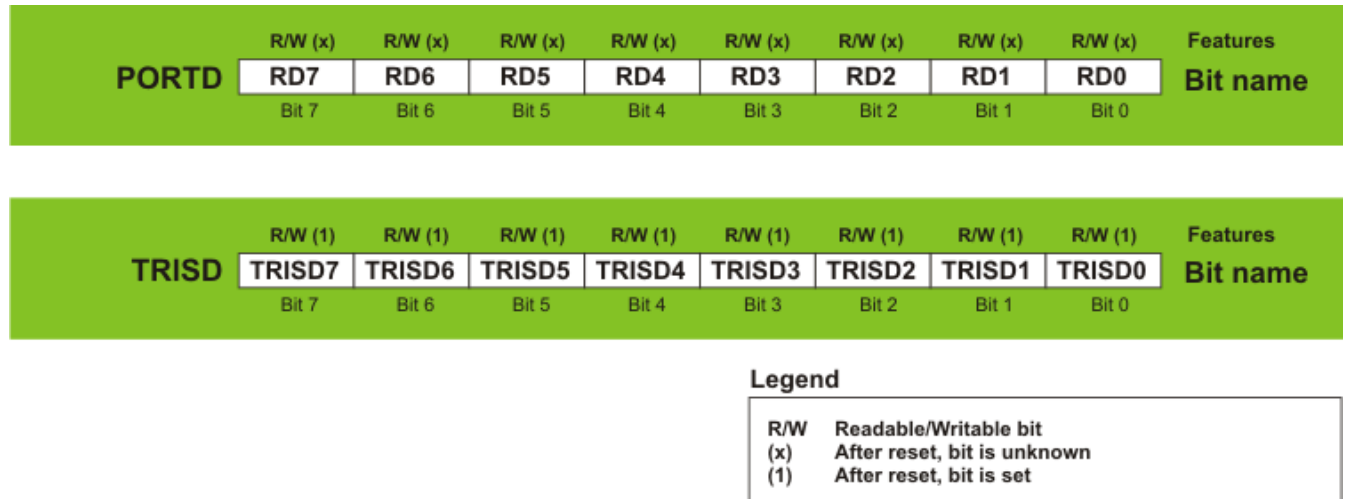 R/W (x) R/W (x) R/W (x) R/W (x) R/W (x) R/W (x) R/W (x) R/W (x) Features
PORTD RD7 RD6 RD5 RD4 RD3 RD2 RD1 RD0 Bit name
Bit 7 Bit 6 Bit 5 Bit 4 Bit 3 Bit 2 Bit 1 Bit 0
R/W (1) R/W (1) R/W (1) R/W (1) R/W (1) R/W (1) R/W (1) R/W (1) Features
TRISD TRISD7 TRISD6 TRISD5 TRISD4 TRISD3 TRISD2 TRISD1 TRISD0 Bit name
Bit 7 Bit 6 Bit 5 Bit 4 Bit 3 Bit 2 Bit 1 Bit 0
Legend
R/W Readable/Writable bit
(x) After reset, bit is unknown
(1) After reset, bit is set